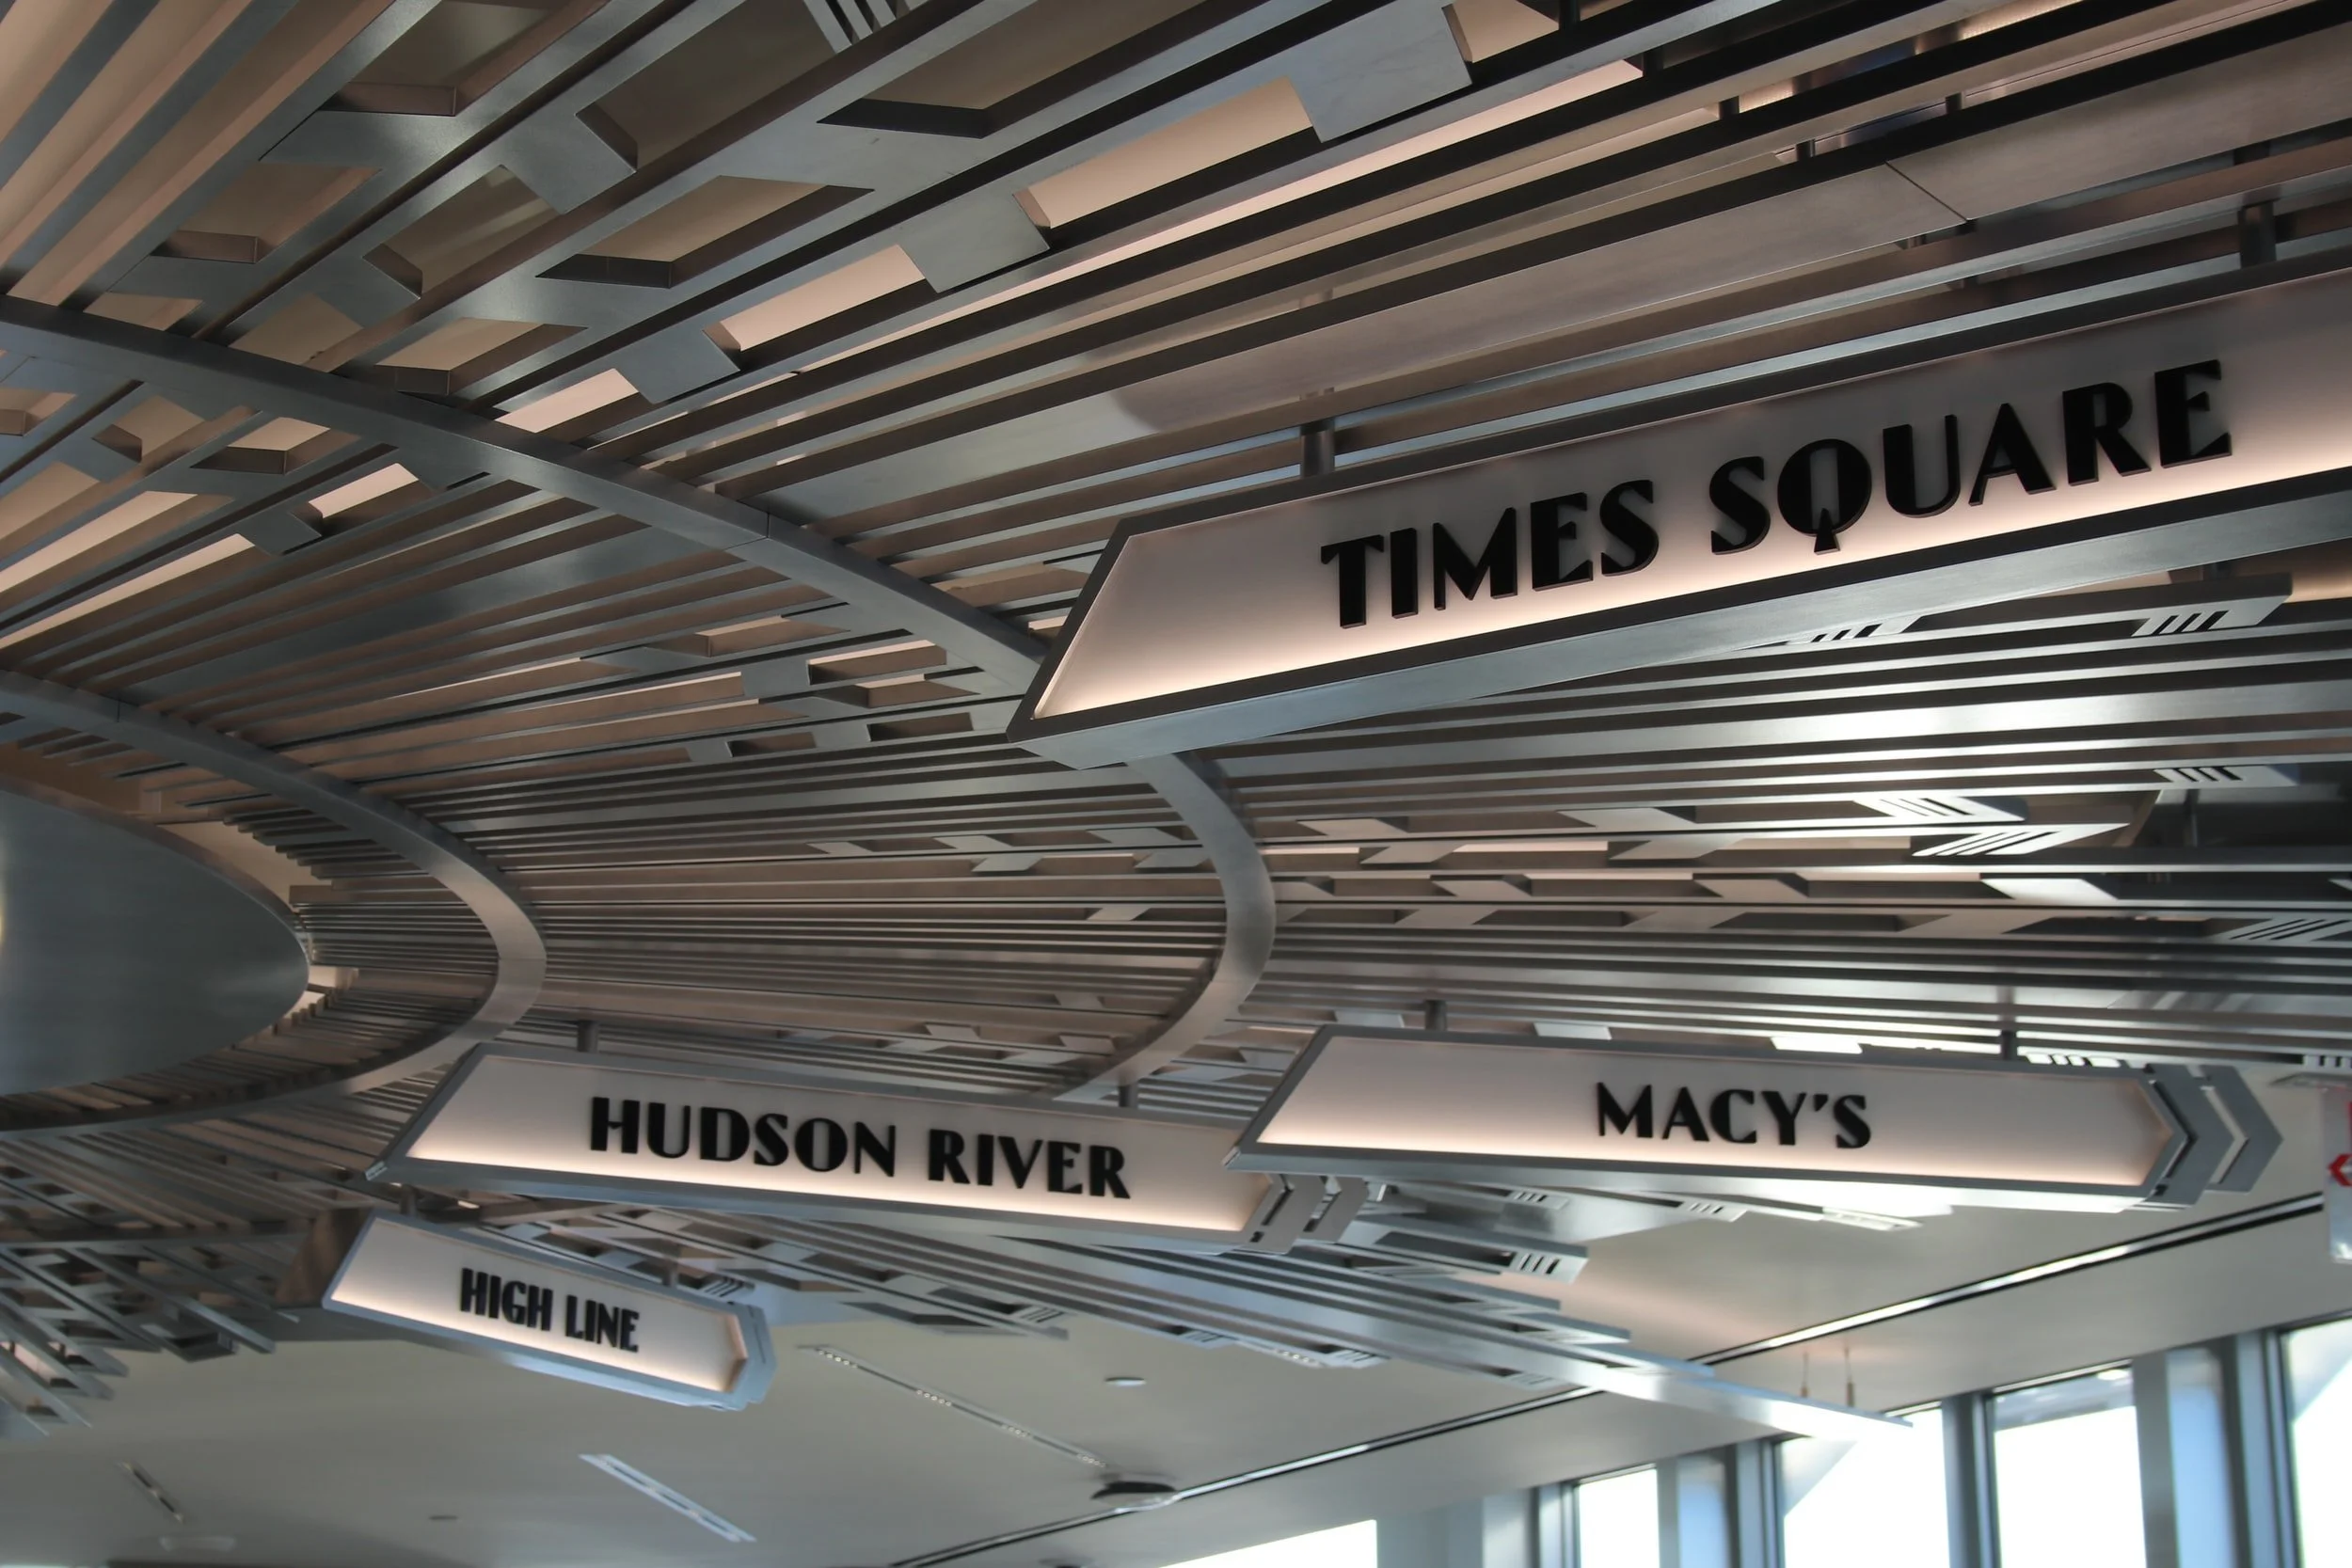 TIMES SQUARE
MACY'S
HUDSON RIVER
HIGH LINE